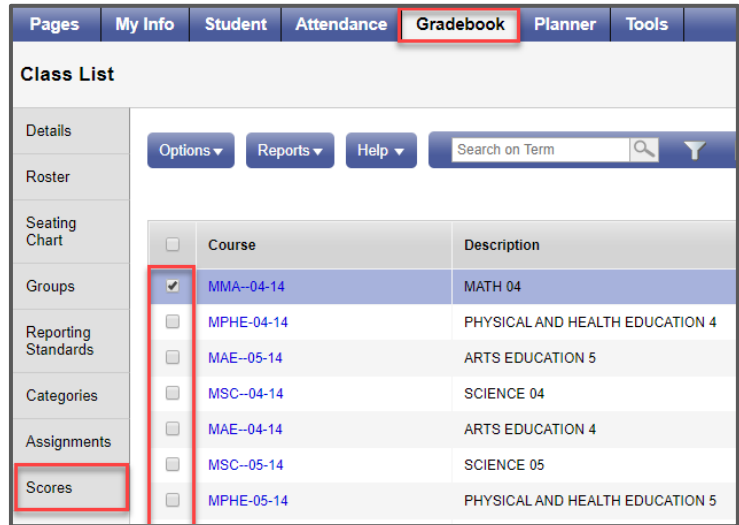 Pages My Info Student Attendance Gradebook Planner Tools
Class List
Details
Roster
Seating
Chart
Groups
Reporting
Standards
Categories
Assignments
Scores
Options Reports Help Search on Term
Course Description
MMA--04-14 MATH 04
MPHE-04-14 PHYSICAL AND HEALTH EDUCATION 4
MAE--05-14 ARTS EDUCATION 5
MSC--04-14 SCIENCE 04
MAE--04-14 ARTS EDUCATION 4
MSC--05-14 SCIENCE 05
MPHE-05-14 PHYSICAL AND HEALTH EDUCATION 5